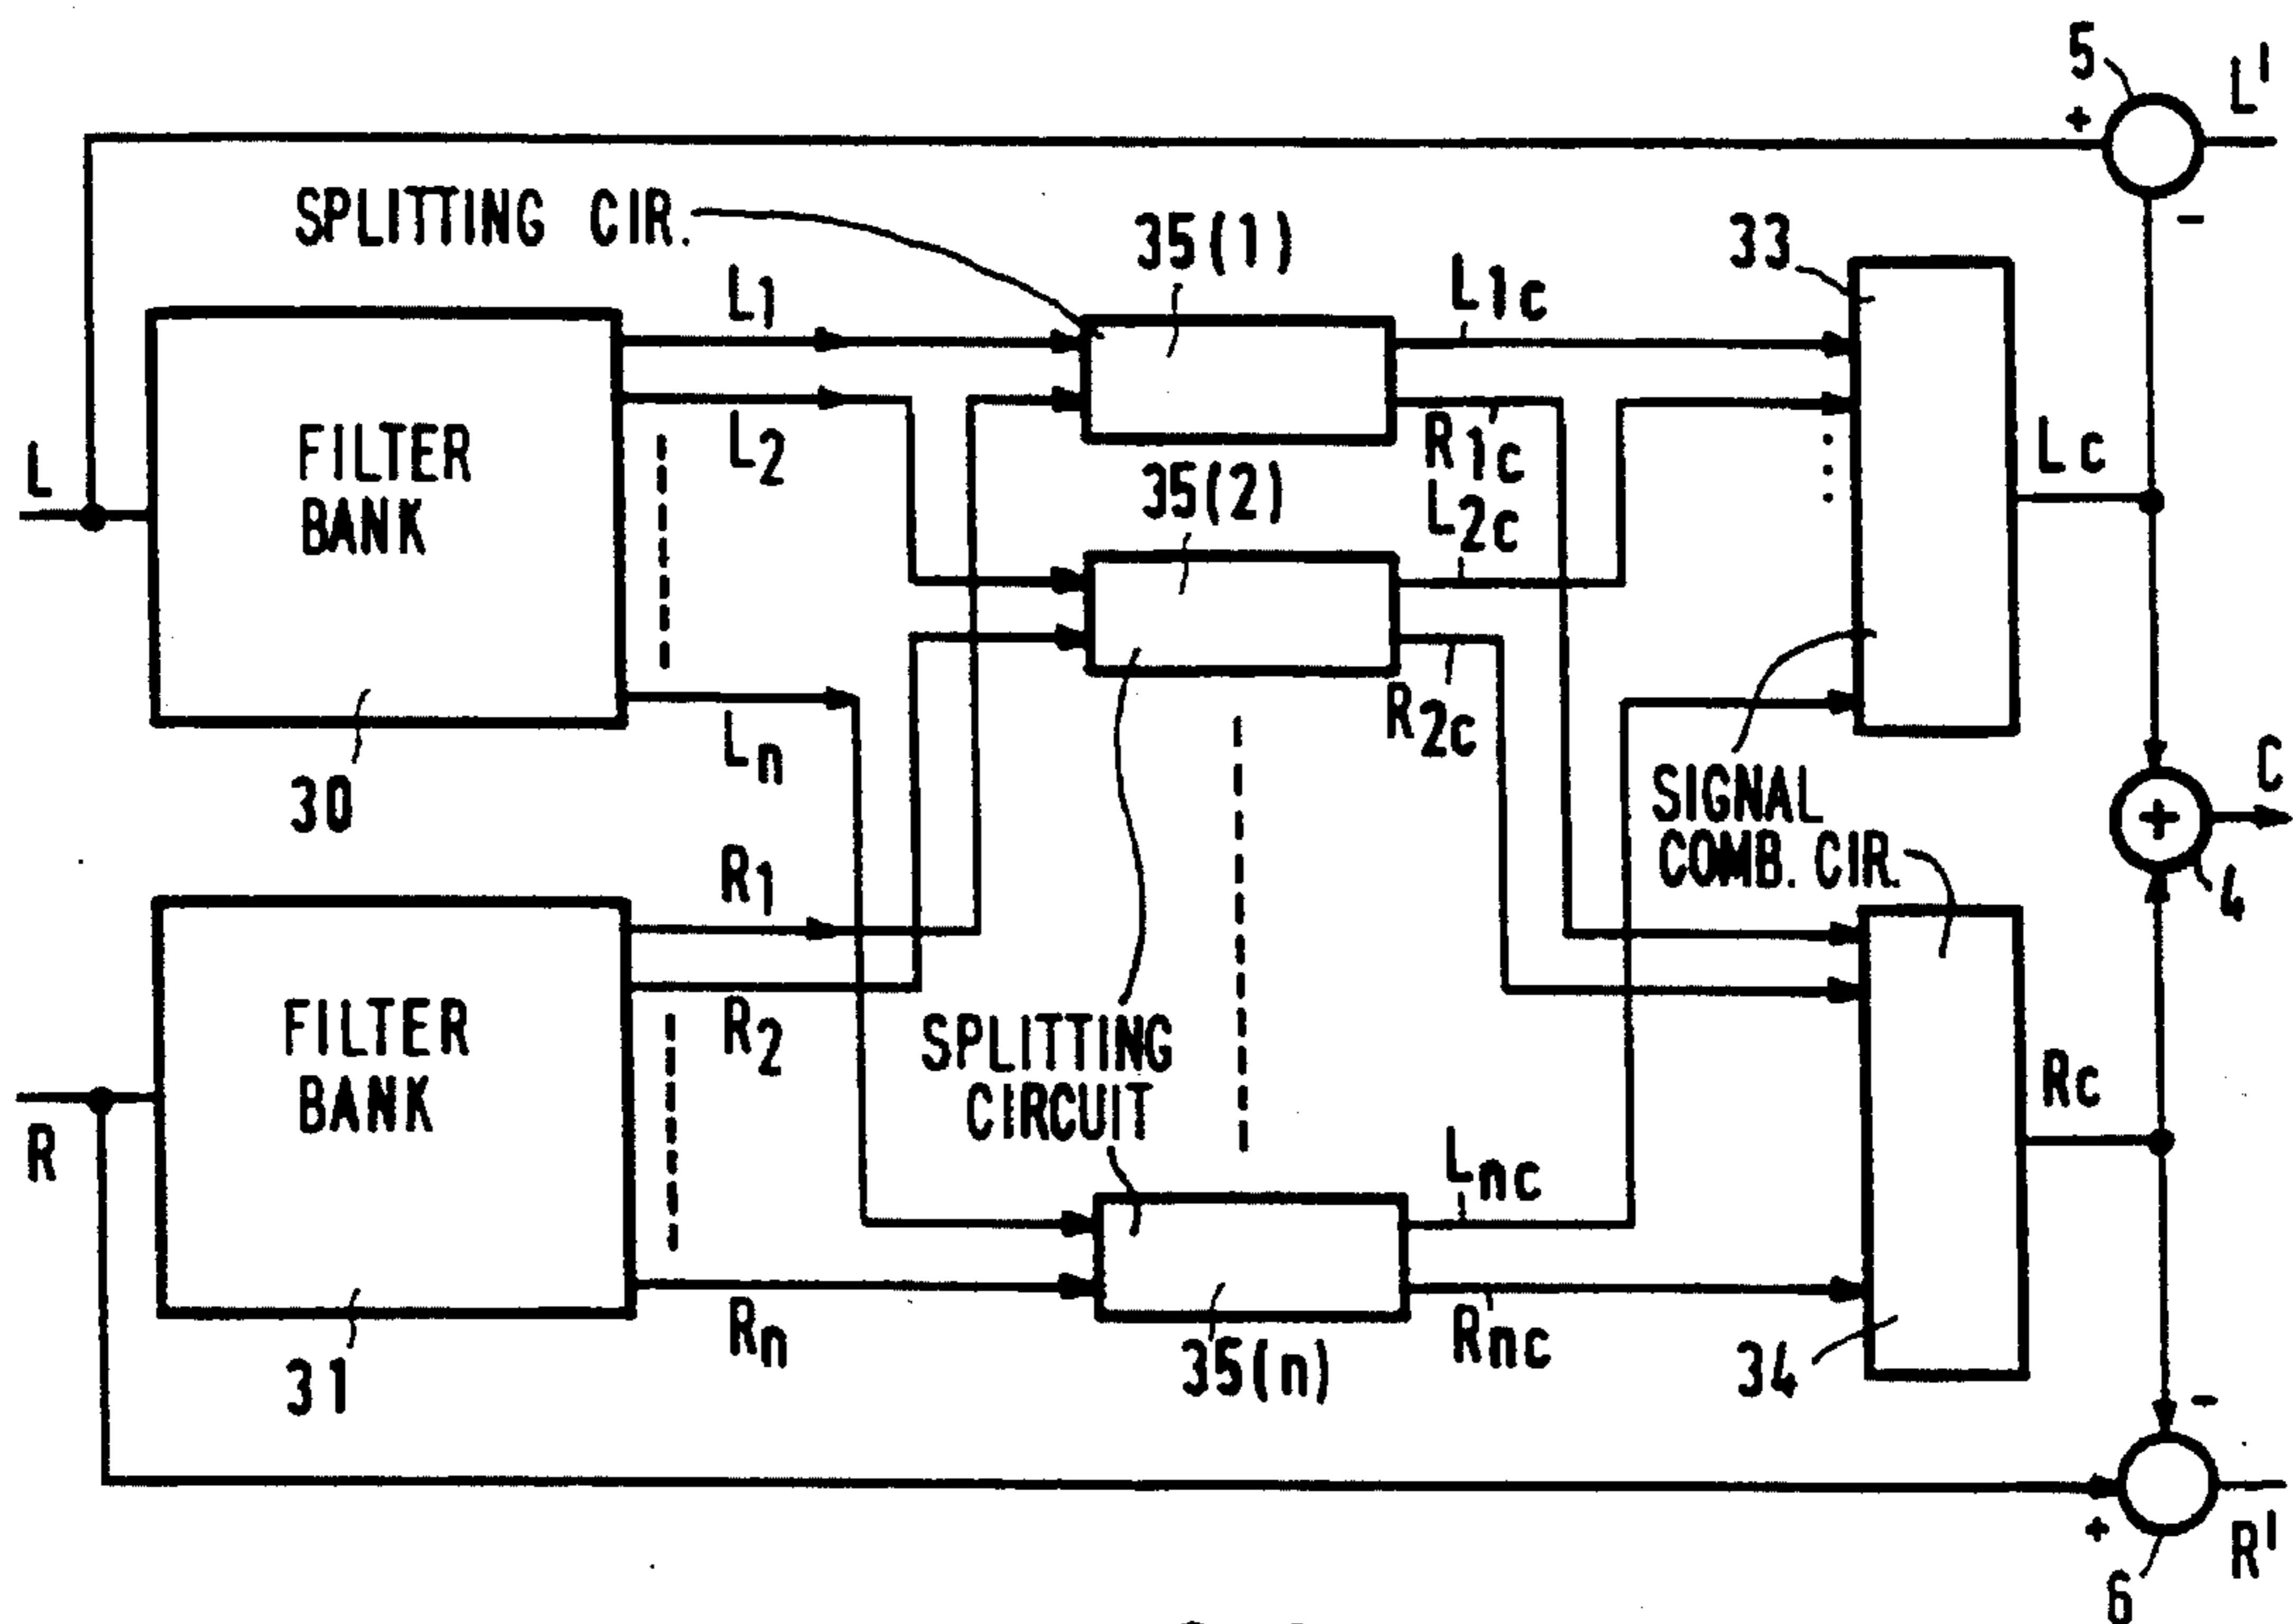 5
L'
+
-
SPLITTING CIR.
35(1)
33
L1
L1c
FILTER
BANK
L
L2
R1c
Lc
35(2)
L2c
Ln
R2c
30
SIGNAL
COMB. CIR.
C
+
4
R1
FILTER
BANK
R
R2
SPLITTING
CIRCUIT
Rc
Lnc
Rn
Rnc
31
35(n)
34
-
+
6
R'